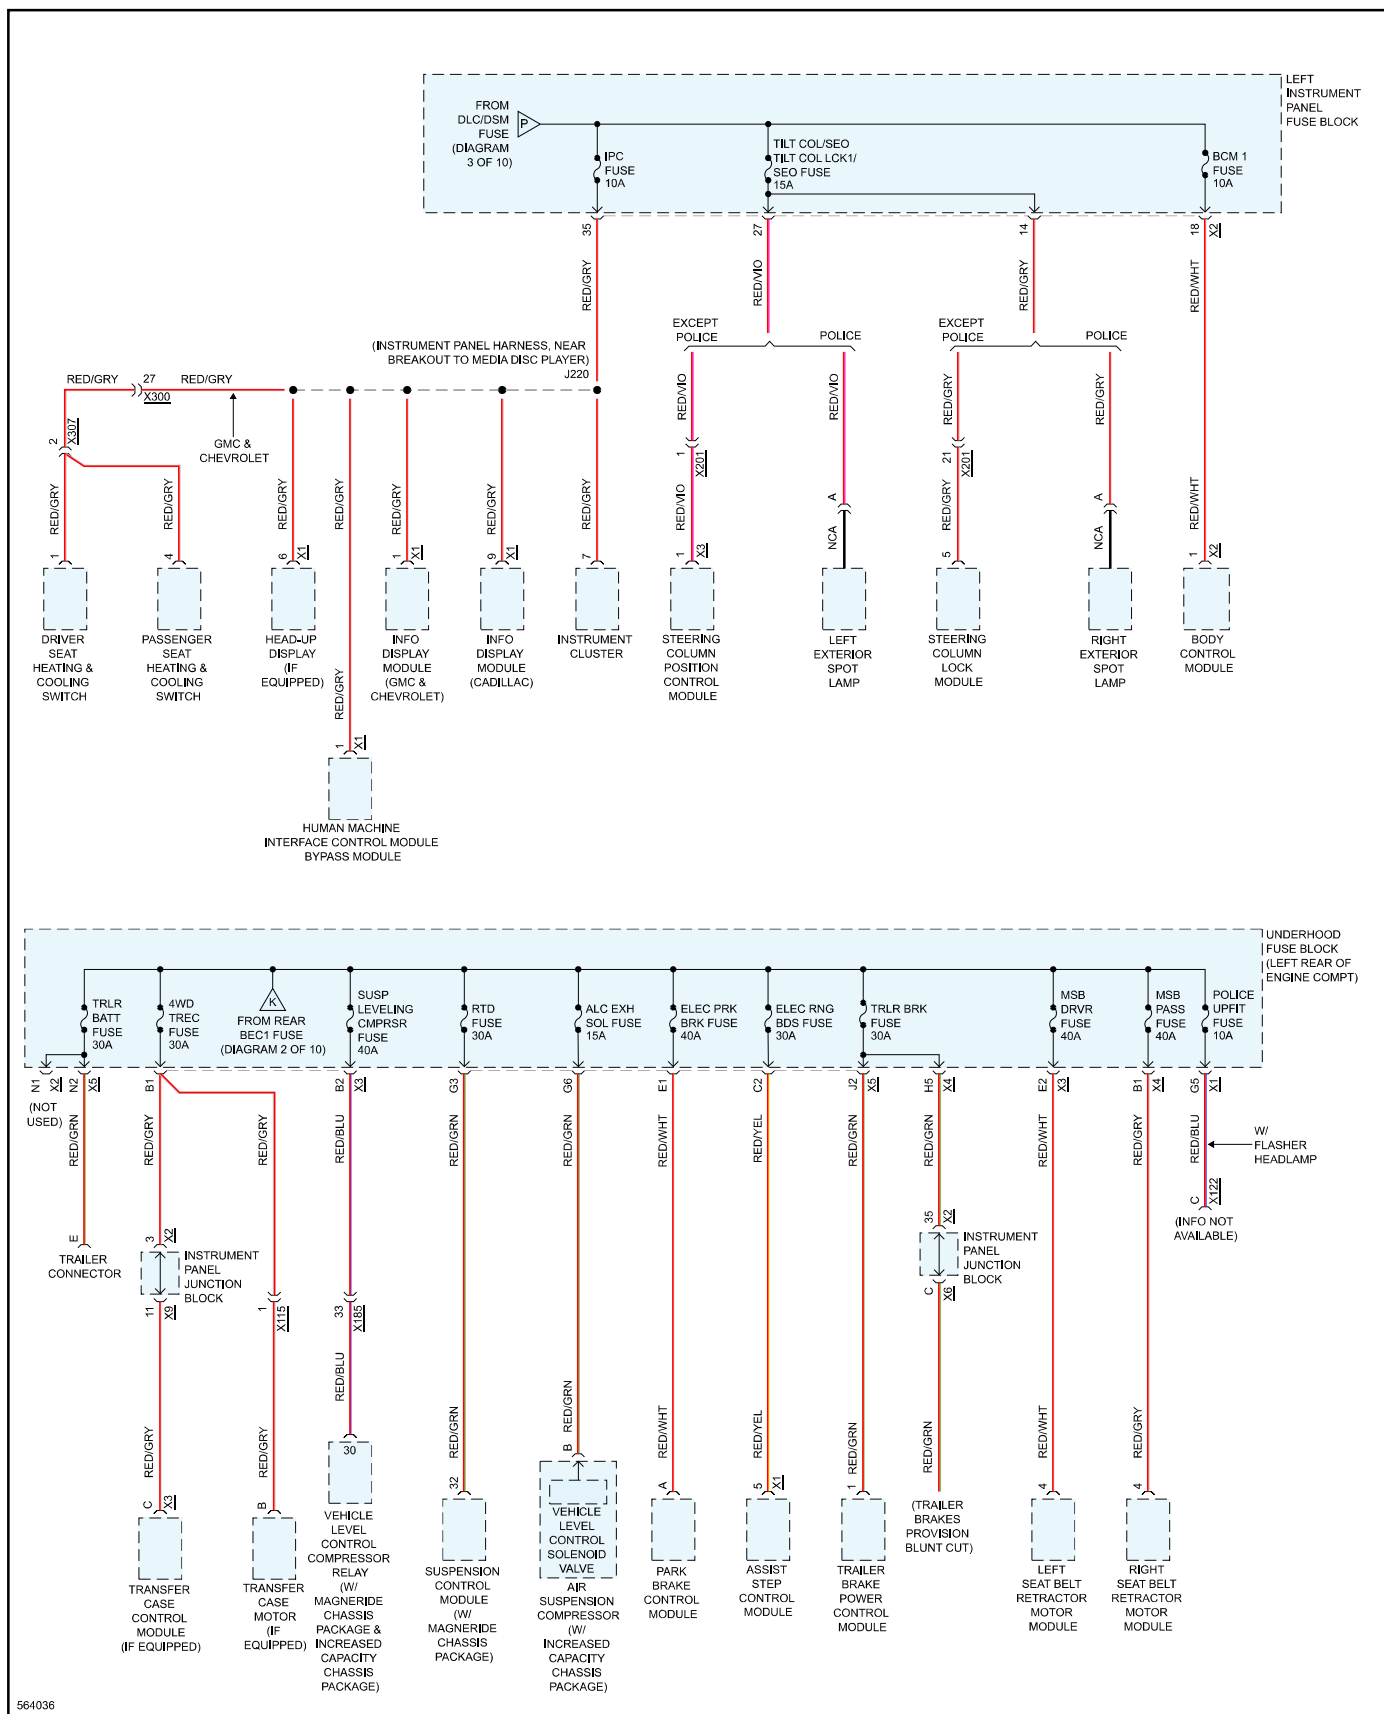 LEFT
INSTRUMENT
PANEL
FUSE BLOCK
FROM
DLC/DSM
FUSE
(DIAGRAM
3 OF 10)
P
IPC
FUSE
10A
TILT COL/SEO
TILT COL LCK1/
SEO FUSE
15A
BCM 1
FUSE
10A
35
27
14
18
X2
RED/GRY
RED/VIO
RED/GRY
RED/WHT
(INSTRUMENT PANEL HARNESS, NEAR
BREAKOUT TO MEDIA DISC PLAYER)
J220
EXCEPT
POLICE
POLICE
EXCEPT
POLICE
POLICE
RED/GRY
27
X300
RED/GRY
GMC &
CHEVROLET
2
X307
RED/VIO
RED/VIO
RED/GRY
RED/GRY
1
X201
21
X201
RED/GRY
RED/GRY
RED/GRY
RED/GRY
RED/GRY
RED/GRY
RED/GRY
RED/VIO
A
NCA
RED/GRY
A
NCA
RED/WHT
1
4
6
X1
1
X1
9
X1
7
1
X3
5
1
X2
DRIVER
SEAT
HEATING &
COOLING
SWITCH
PASSENGER
SEAT
HEATING &
COOLING
SWITCH
HEAD-UP
DISPLAY
(IF
EQUIPPED)
INFO
DISPLAY
MODULE
(GMC &
CHEVROLET)
INFO
DISPLAY
MODULE
(CADILLAC)
INSTRUMENT
CLUSTER
STEERING
COLUMN
POSITION
CONTROL
MODULE
LEFT
EXTERIOR
SPOT
LAMP
STEERING
COLUMN
LOCK
MODULE
RIGHT
EXTERIOR
SPOT
LAMP
BODY
CONTROL
MODULE
RED/GRY
1
X1
HUMAN MACHINE
INTERFACE CONTROL MODULE
BYPASS MODULE
UNDERHOOD
FUSE BLOCK
(LEFT REAR OF
ENGINE COMPT)
TRLR
BATT
FUSE
30A
4WD
TREC
FUSE
30A
K
FROM REAR
BEC1 FUSE
(DIAGRAM 2 OF 10)
SUSP
LEVELING
CMPRSR
FUSE
40A
RTD
FUSE
30A
ALC EXH
SOL FUSE
15A
ELEC PRK
BRK FUSE
40A
ELEC RNG
BDS FUSE
30A
TRLR BRK
FUSE
30A
MSB
DRVR
FUSE
40A
MSB
PASS
FUSE
40A
POLICE
UPFIT
FUSE
10A
N1
X2
N2
X5
B1
B2
X3
G3
G6
E1
C2
J2
X5
H5
X4
E2
X3
B1
X4
G5
X1
(NOT
USED)
RED/GRN
RED/GRY
RED/GRY
RED/BLU
RED/GRN
RED/GRN
RED/WHT
RED/YEL
RED/GRN
RED/GRN
RED/WHT
RED/GRY
RED/BLU
W/
FLASHER
HEADLAMP
C
X122
(INFO NOT
AVAILABLE)
E
TRAILER
CONNECTOR
3
X2
INSTRUMENT
PANEL
JUNCTION
BLOCK
11
X9
1
X115
33
X185
35
X2
INSTRUMENT
PANEL
JUNCTION
BLOCK
C
X6
RED/BLU
RED/GRY
RED/GRY
RED/GRN
RED/GRN
RED/WHT
RED/YEL
RED/GRN
RED/GRN
RED/WHT
RED/GRY
C
X3
B
30
32
B
A
5
X1
1
4
4
TRANSFER
CASE
CONTROL
MODULE
(IF EQUIPPED)
TRANSFER
CASE
MOTOR
(IF
EQUIPPED)
VEHICLE
LEVEL
CONTROL
COMPRESSOR
RELAY
(W/
MAGNERIDE
CHASSIS
PACKAGE &
INCREASED
CAPACITY
CHASSIS
PACKAGE)
SUSPENSION
CONTROL
MODULE
(W/
MAGNERIDE
CHASSIS
PACKAGE)
VEHICLE
LEVEL
CONTROL
SOLENOID
VALVE
AIR
SUSPENSION
COMPRESSOR
(W/
INCREASED
CAPACITY
CHASSIS
PACKAGE)
PARK
BRAKE
CONTROL
MODULE
ASSIST
STEP
CONTROL
MODULE
TRAILER
BRAKE
POWER
CONTROL
MODULE
(TRAILER
BRAKES
PROVISION
BLUNT CUT)
LEFT
SEAT BELT
RETRACTOR
MOTOR
MODULE
RIGHT
SEAT BELT
RETRACTOR
MOTOR
MODULE
564036